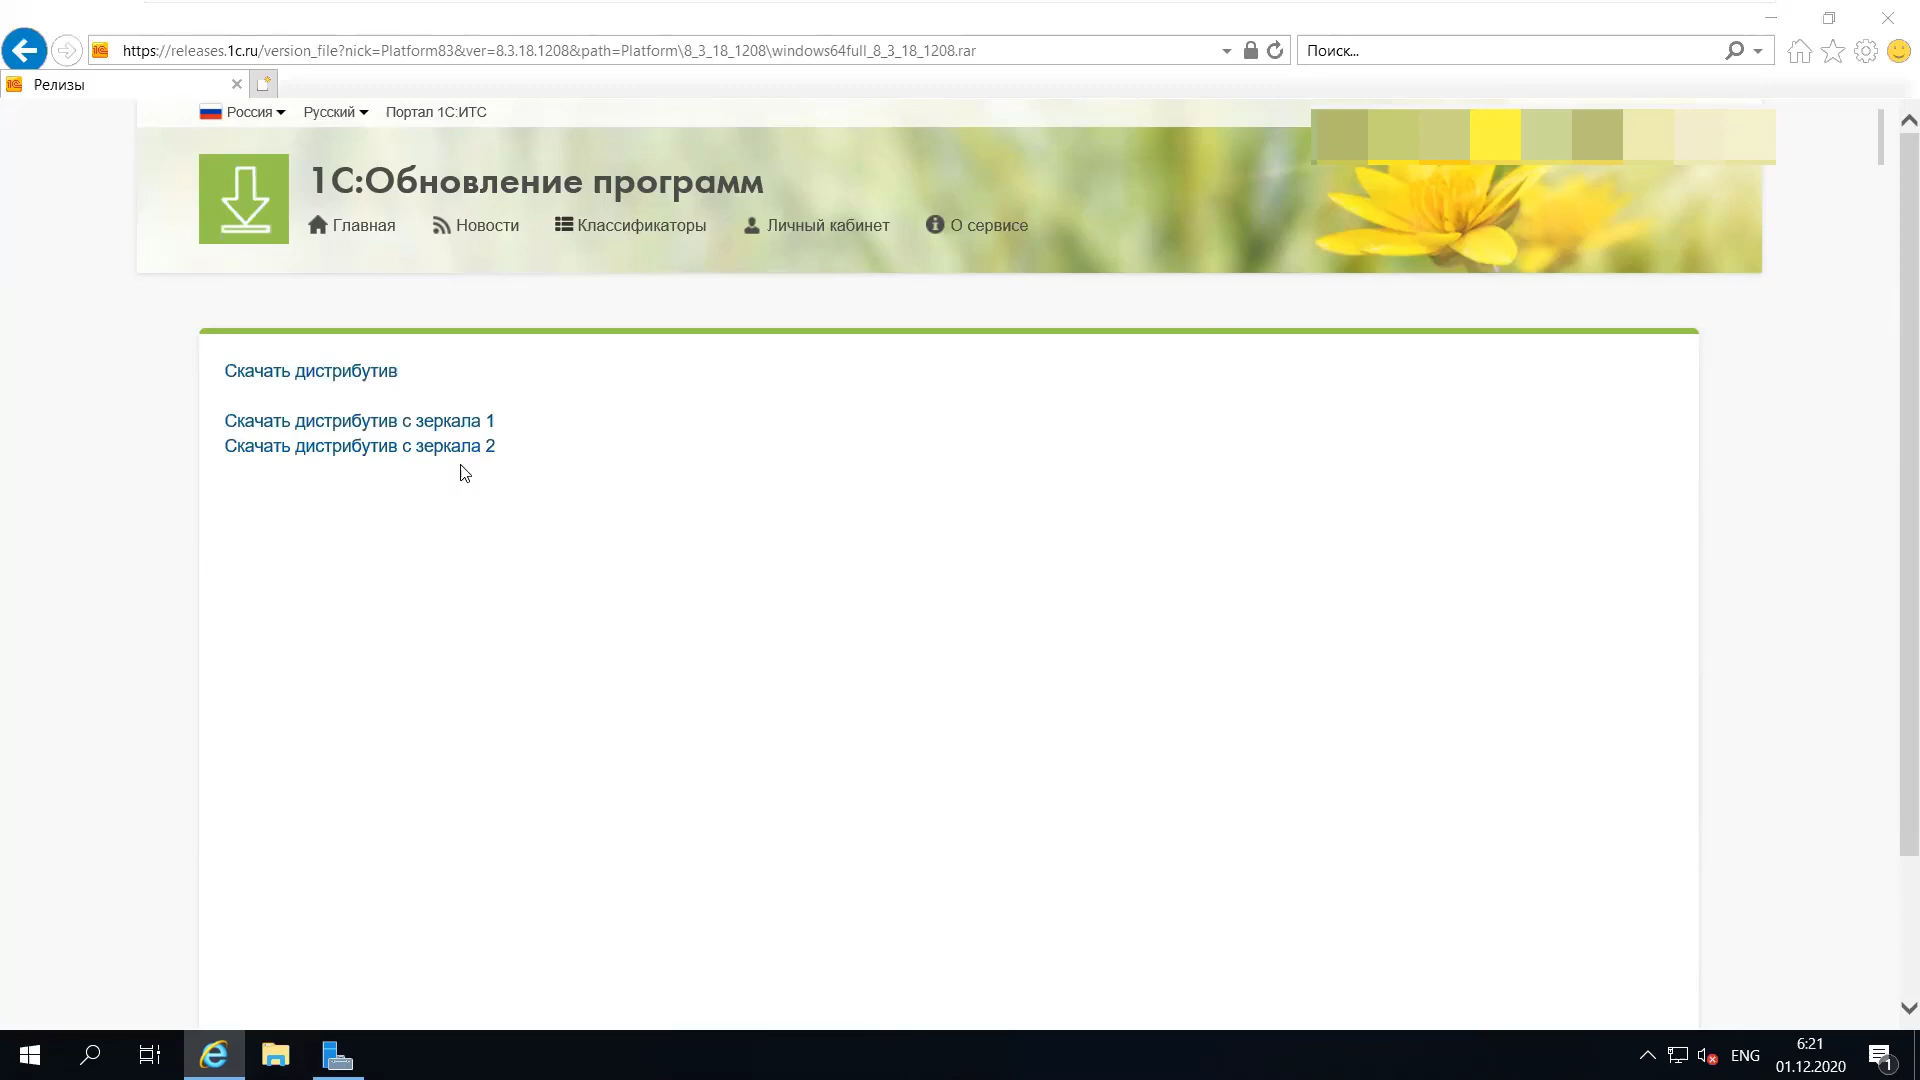 https://releases.1c.ru/version_file?nick=Platform83&ver=8.3.18.1208&path=Platform\8_3_18_1208\windows64full_8_3_18_1208.rar
Поиск...
Релизы
Россия Русский Портал 1С:ИТС
1С:Обновление программ
Главная Новости Классификаторы Личный кабинет О сервисе
Скачать дистрибутив
Скачать дистрибутив с зеркала 1
Скачать дистрибутив с зеркала 2
ENG
6:21
01.12.2020
1